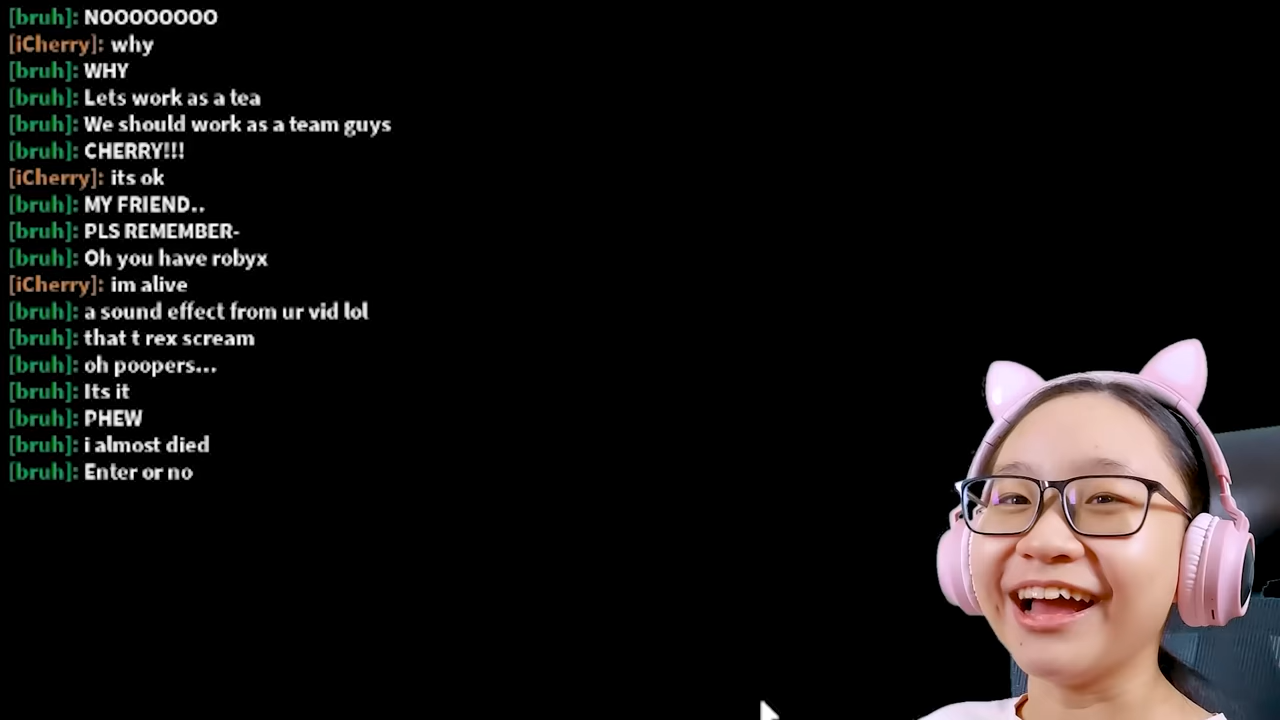 [bruh]: NOOOOOOOO
[iCherry]: why
[bruh]: WHY
[bruh]: Lets work as a tea
[bruh]: We should work as a team guys
[bruh]: CHERRY!!!
[iCherry]: its ok
[bruh]: MY FRIEND..
[bruh]: PLS REMEMBER-
[bruh]: Oh you have robyx
[iCherry]: im alive
[bruh]: a sound effect from ur vid lol
[bruh]: that t rex scream
[bruh]: oh poopers...
[bruh]: Its it
[bruh]: PHEW
[bruh]: i almost died
[bruh]: Enter or no